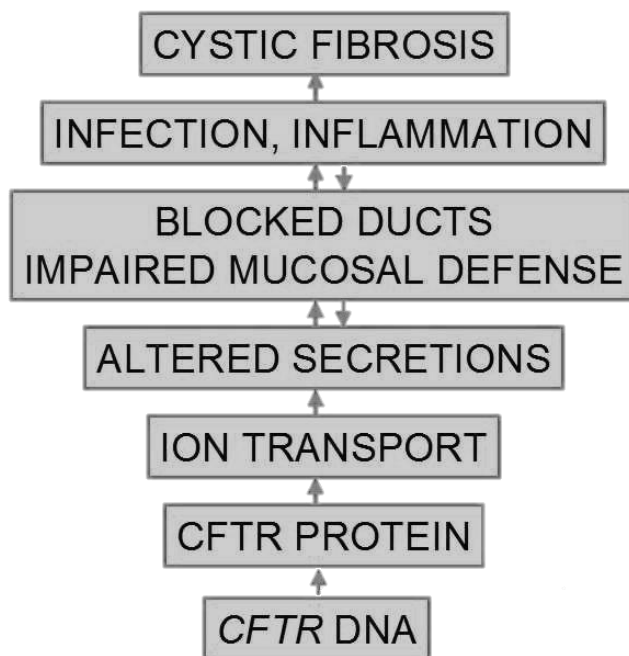 CYSTIC FIBROSIS
INFECTION, INFLAMMATION
BLOCKED DUCTS
IMPAIRED MUCOSAL DEFENSE
ALTERED SECRETIONS
ION TRANSPORT
CFTR PROTEIN
CFTR DNA